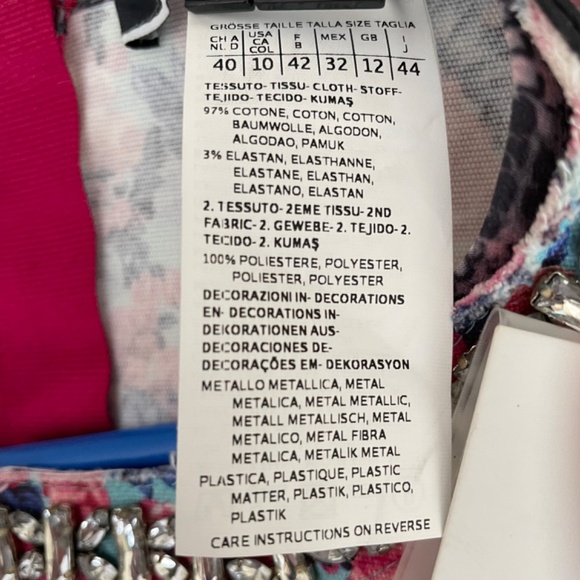 GRÖSSE TAILLE TALLA SIZE TAGLIA
CH A USA F MEX GB I
NL D CA B J
COL
40 10 42 32 12 44
TESSUTO- TISSU- CLOTH- STOFF-
TEJIDO- TECIDO- KUMAŞ
97% COTONE, COTON, COTTON,
BAUMWOLLE, ALGODON,
ALGODAO, PAMUK
3% ELASTAN, ELASTHANNE,
ELASTANE, ELASTHAN,
ELASTANO, ELASTAN
2. TESSUTO- 2EME TISSU- 2ND
FABRIC- 2. GEWEBE- 2. TEJIDO- 2.
TECIDO- 2. KUMAŞ
100% POLIESTERE, POLYESTER,
POLIESTER, POLYESTER
DECORAZIONI IN- DECORATIONS
EN- DECORATIONS IN-
DEKORATIONEN AUS-
DECORACIONES DE-
DECORAÇÕES EM- DEKORASYON
METALLO METALLICA, METAL
METALICA, METAL METALLIC,
METALL METALLISCH, METAL
METALICO, METAL FIBRA
METALICA, METALIK METAL
PLASTICA, PLASTIQUE, PLASTIC
MATTER, PLASTIK, PLASTICO,
PLASTIK
CARE INSTRUCTIONS ON REVERSE